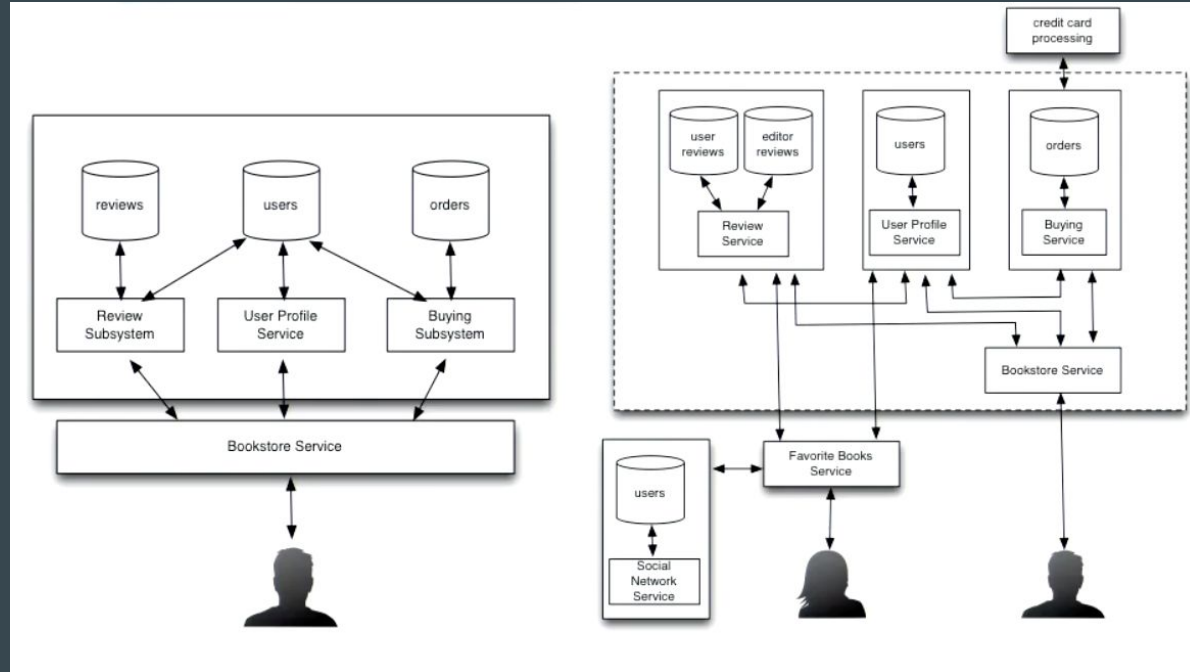 reviews
users
orders
Review
Subsystem
User Profile
Service
Buying
Subsystem
Bookstore Service
credit card
processing
user
reviews
editor
reviews
users
orders
Review
Service
User Profile
Service
Buying
Service
Bookstore Service
Favorite Books
Service
users
Social
Network
Service